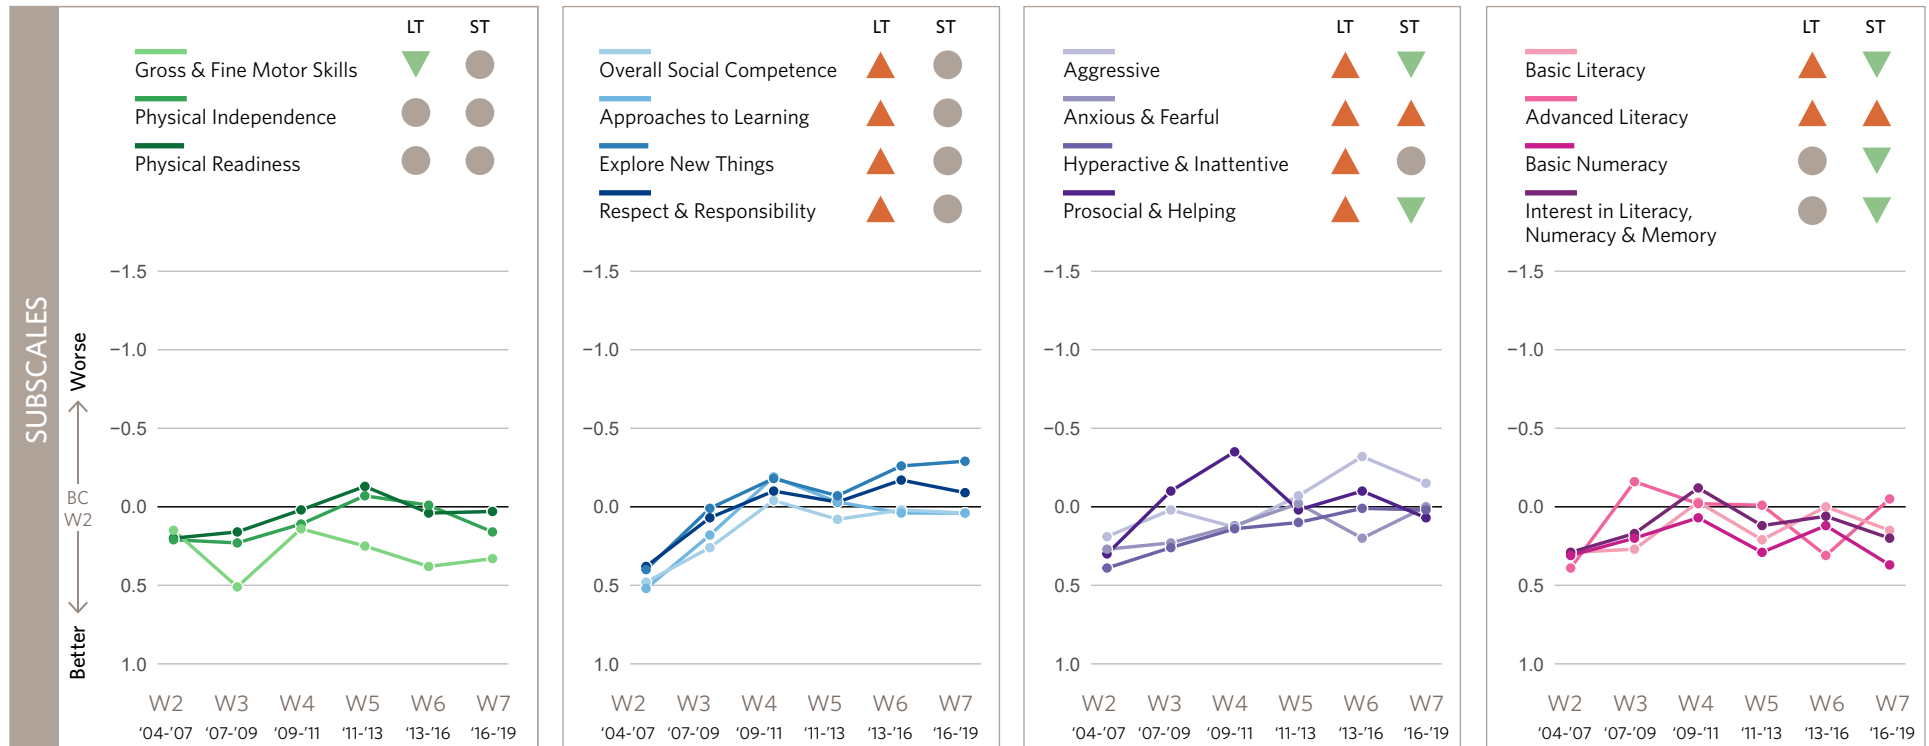 SUBSCALES
Worse
BC
W2
Better
LT ST
Gross & Fine Motor Skills
Physical Independence
Physical Readiness
−1.5
−1.0
−0.5
0.0
0.5
1.0
W2 W3 W4 W5 W6 W7
‘04-’07 ‘07-’09 ‘09-’11 ‘11-’13 ‘13-’16 ‘16-’19
LT ST
Overall Social Competence
Approaches to Learning
Explore New Things
Respect & Responsibility
−1.5
−1.0
−0.5
0.0
0.5
1.0
W2 W3 W4 W5 W6 W7
‘04-’07 ‘07-’09 ‘09-’11 ‘11-’13 ‘13-’16 ‘16-’19
LT ST
Aggressive
Anxious & Fearful
Hyperactive & Inattentive
Prosocial & Helping
−1.5
−1.0
−0.5
0.0
0.5
1.0
W2 W3 W4 W5 W6 W7
‘04-’07 ‘07-’09 ‘09-’11 ‘11-’13 ‘13-’16 ‘16-’19
LT ST
Basic Literacy
Advanced Literacy
Basic Numeracy
Interest in Literacy,
Numeracy & Memory
−1.5
−1.0
−0.5
0.0
0.5
1.0
W2 W3 W4 W5 W6 W7
‘04-’07 ‘07-’09 ‘09-’11 ‘11-’13 ‘13-’16 ‘16-’19